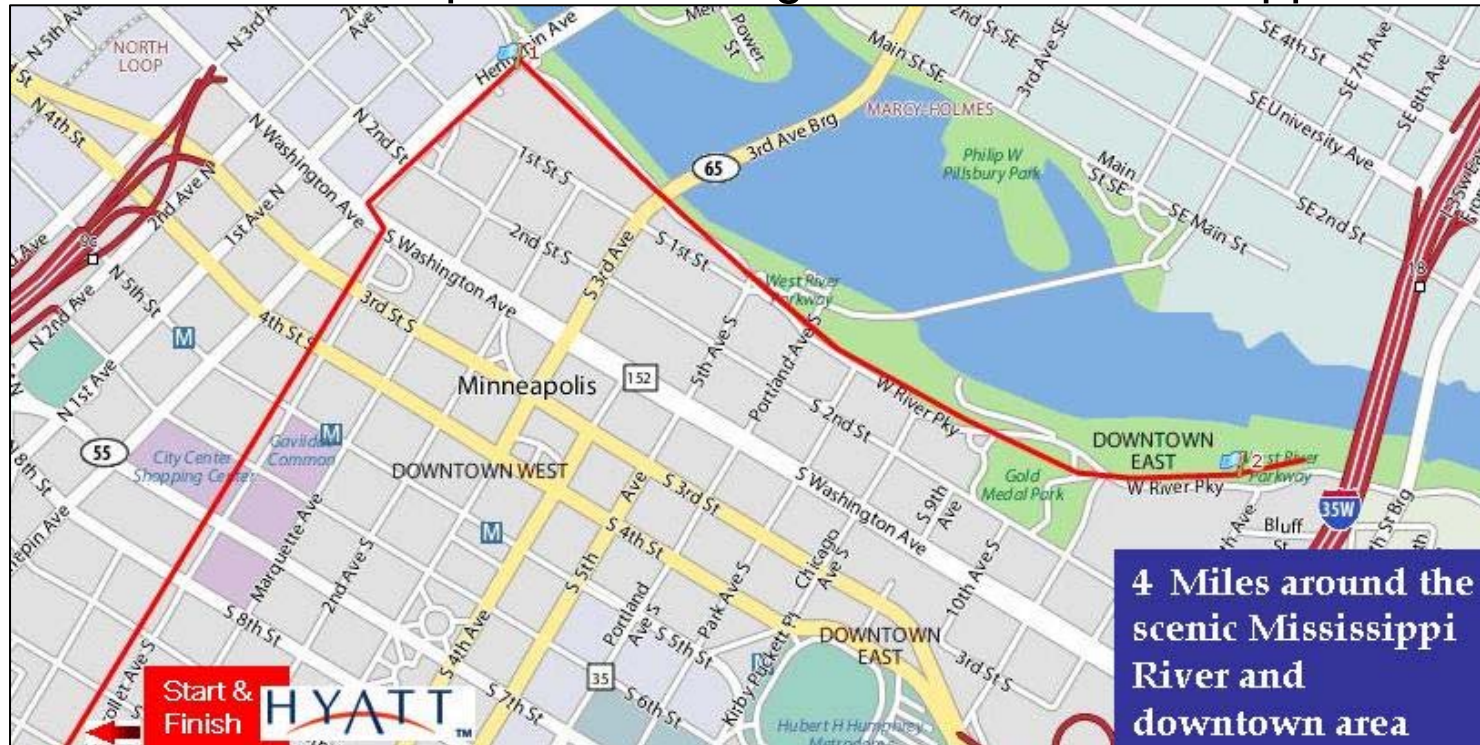 N 5th Ave
NORTH
LOOP
N 3rd
Hennepin Ave
1
Power
St
Main St SE
2nd St SE
3rd Ave SE
SE 4th St
SE 7th Ave
SE 8th Ave
SE University Ave
MARCY-HOLMES
N 4th St
N Washington Ave
N 2nd St
3rd Ave Brg
65
Philip W
Pillsbury Park
Main
St SE
SE Main St
SE 2nd St
1st St S
2nd Ave N
1st Ave N
S Washington Ave
2nd St S
S 3rd Ave
S 1st St
West River
Parkway
18
N 5th St
N 2nd Ave
3rd St S
4th St S
M
N 1st Ave
Minneapolis
152
5th Ave S
Portland Ave S
S 2nd St
W River Pky
55
City Center
Shopping Center
M
DOWNTOWN WEST
DOWNTOWN
EAST
2
West River
Parkway
W River Pky
Gold
Medal Park
N 8th St
Marquette Ave
2nd Ave S
M
S 3rd St
S 4th St
S Washington Ave
S 9th
Ave
35W
Bluff
St
S 8th St
S 4th Ave
S 5th
Ave
Portland
Ave S
Park Ave S
Chicago
Ave S
10th Ave S
Kirby Puckett Pl
DOWNTOWN
EAST
S 5th St
3rd St S
35
S 7th St
S 6th St
Hubert H Humphrey
Start &
Finish
HYATT
TM
4 Miles around the
scenic Mississippi
River and
downtown area